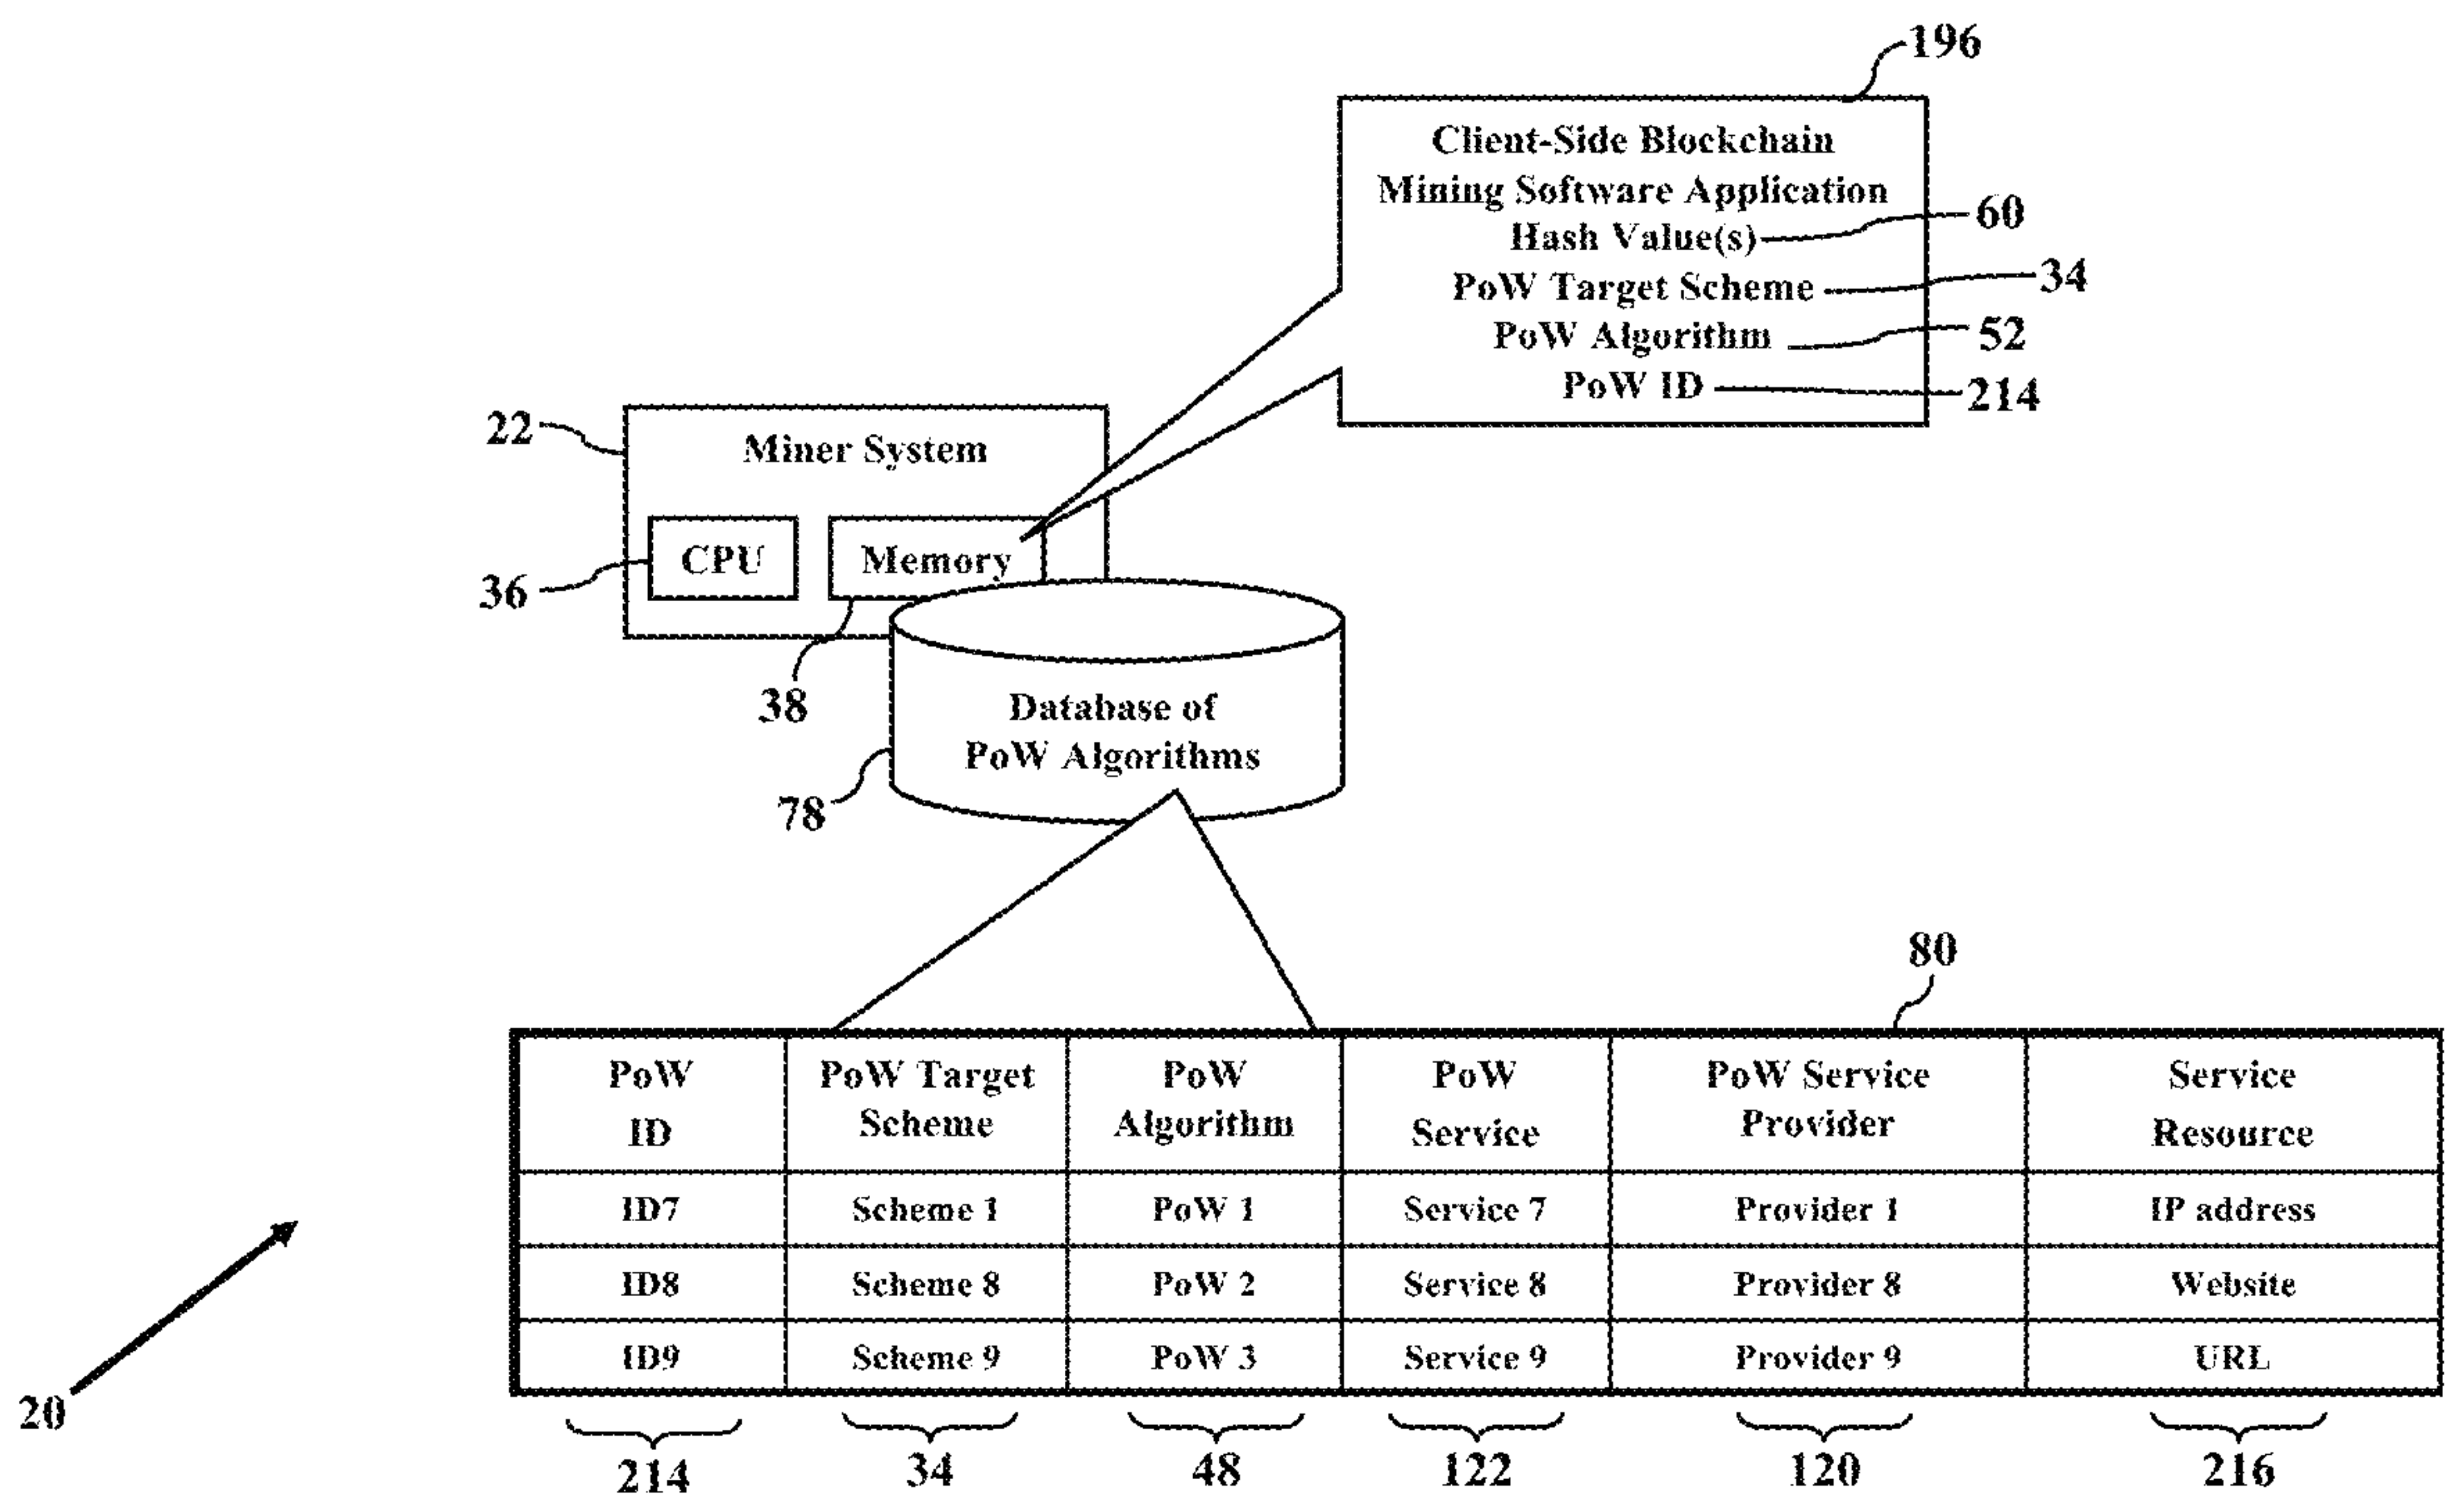 196
Client-Side Blockchain
Mining Software Application
Hash Value(s)
60
PoW Target Scheme
34
PoW Algorithm
52
PoW ID
214
22
Miner System
CPU
Memory
36
38
Database of
PoW Algorithms
78
80
PoW ID
PoW Target Scheme
PoW Algorithm
PoW Service
PoW Service Provider
Service Resource
ID7 Scheme 1 PoW 1 Service 7 Provider 1 IP address
ID8 Scheme 8 PoW 2 Service 8 Provider 8 Website
ID9 Scheme 9 PoW 3 Service 9 Provider 9 URL
20
214 34 48 122 120 216